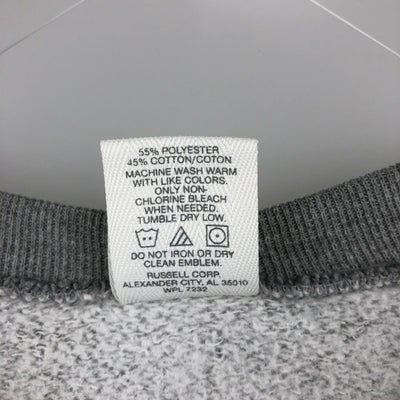 55% POLYESTER
45% COTTON/COTON
MACHINE WASH WARM
WITH LIKE COLORS.
ONLY NON-
CHLORINE BLEACH
WHEN NEEDED.
TUMBLE DRY LOW.
DO NOT IRON OR DRY
CLEAN EMBLEM.
RUSSELL CORP.
ALEXANDER CITY, AL 35010
WPL 7232